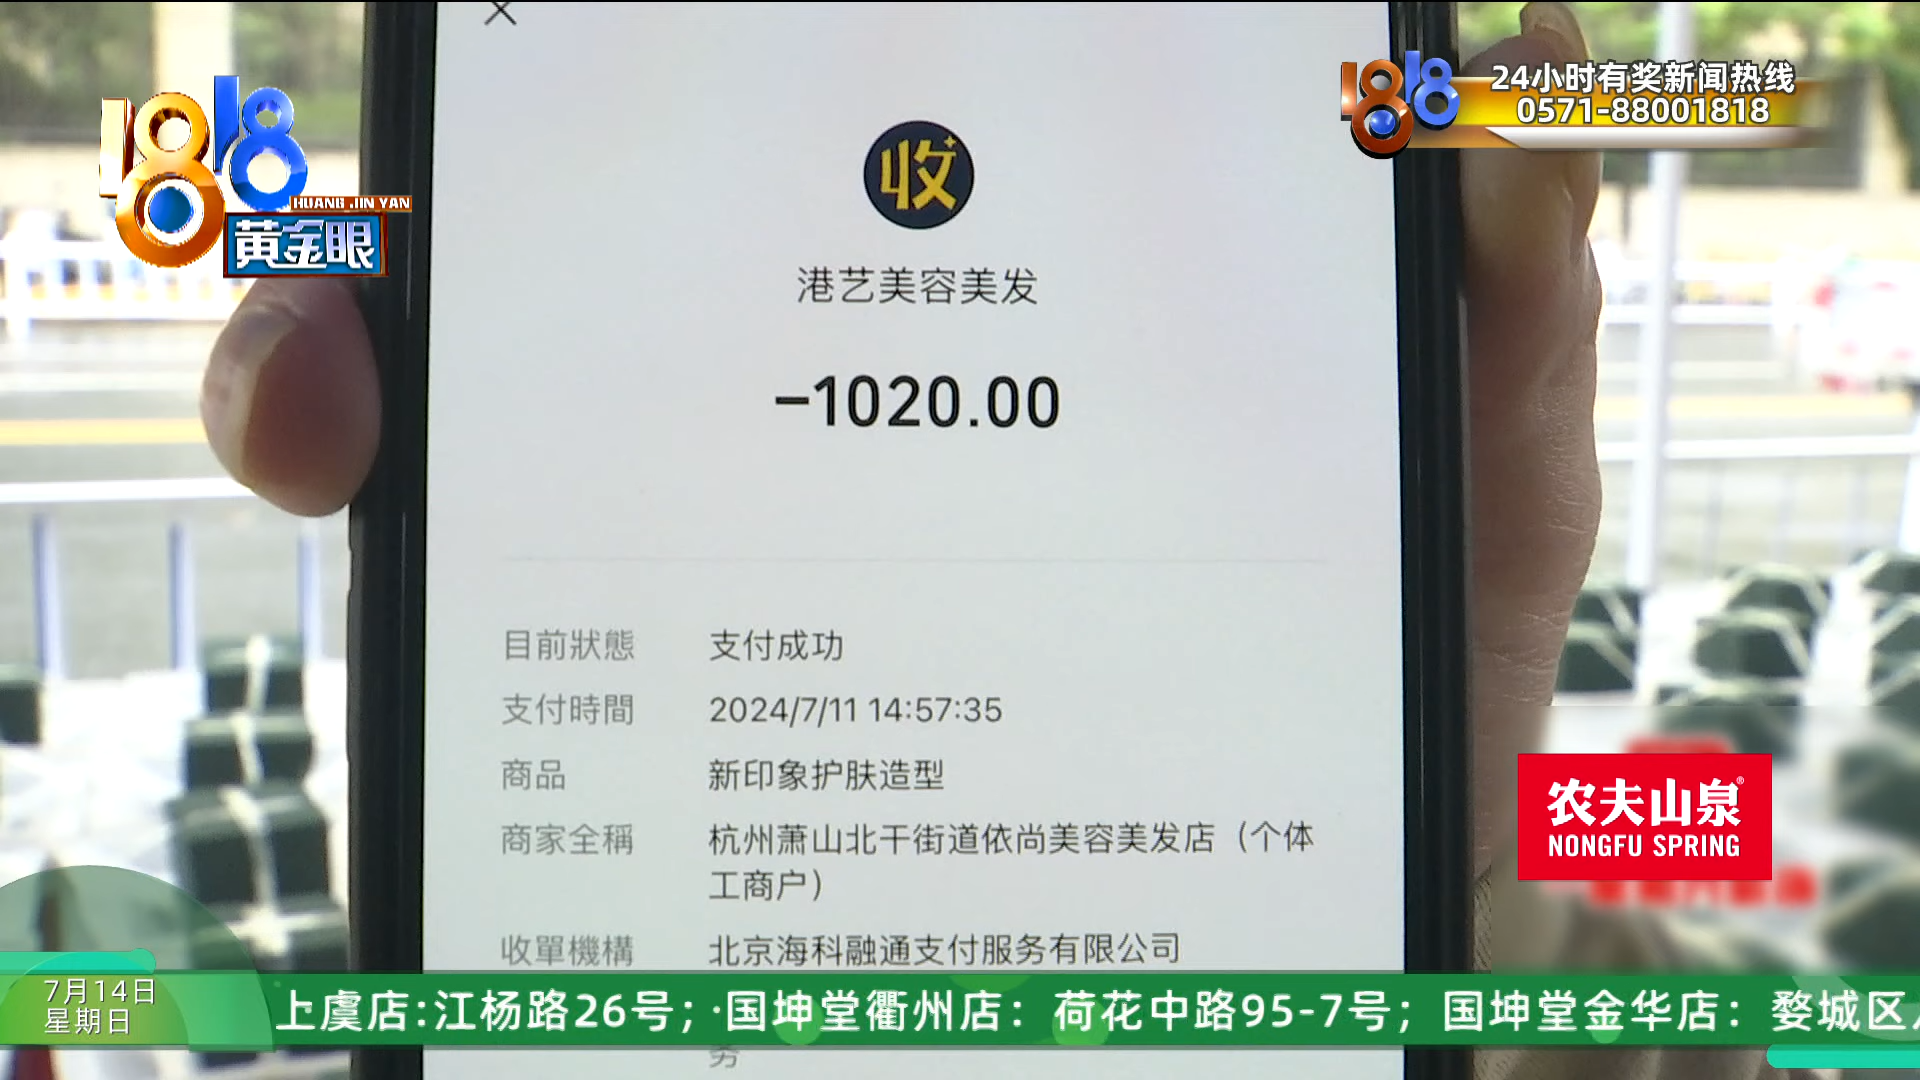 1818
HUANG JIN YAN
黄金眼
1818
24小时有奖新闻热线
0571-88001818
收
港艺美容美发
-1020.00
目前狀態 支付成功
支付時間 2024/7/11 14:57:35
商品 新印象护肤造型
商家全稱 杭州萧山北干街道依尚美容美发店（个体
工商户）
收單機構 北京海科融通支付服务有限公司
农夫山泉®
NONGFU SPRING
7月14日
星期日
上虞店:江杨路26号；·国坤堂衢州店：荷花中路95-7号；国坤堂金华店：婺城区
务